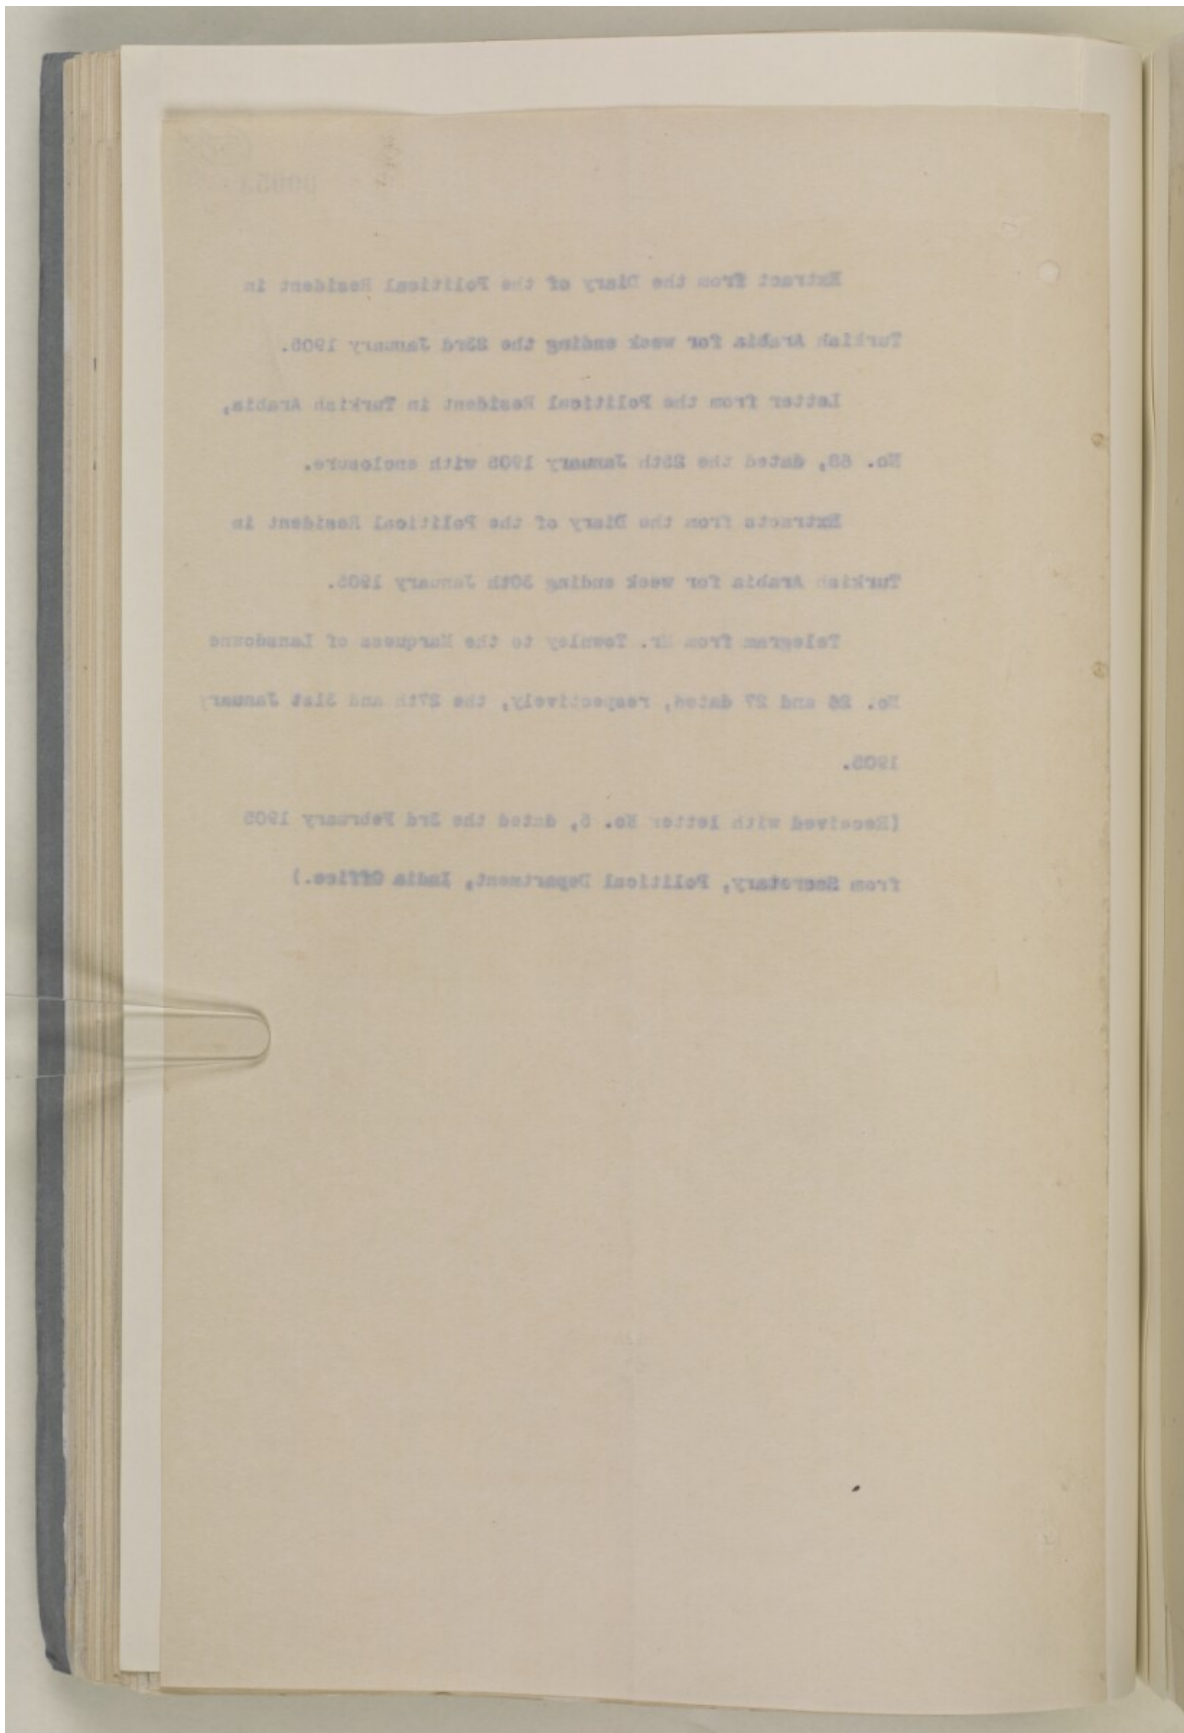 Extract from the Diary of the Political Resident in
Turkish Arabia for week ending the 23rd January 1905.
Letter from the Political Resident in Turkish Arabia,
No. 68, dated the 25th January 1905 with enclosure.
Extracts from the Diary of the Political Resident in
Turkish Arabia for week ending 30th January 1905.
Telegram from Mr. Townley to the Marquess of Lansdowne
No. 26 and 27 dated, respectively, the 27th and 31st January
1905.
(Received with letter No. 5, dated the 3rd February 1905
from Secretary, Political Department, India Office.)